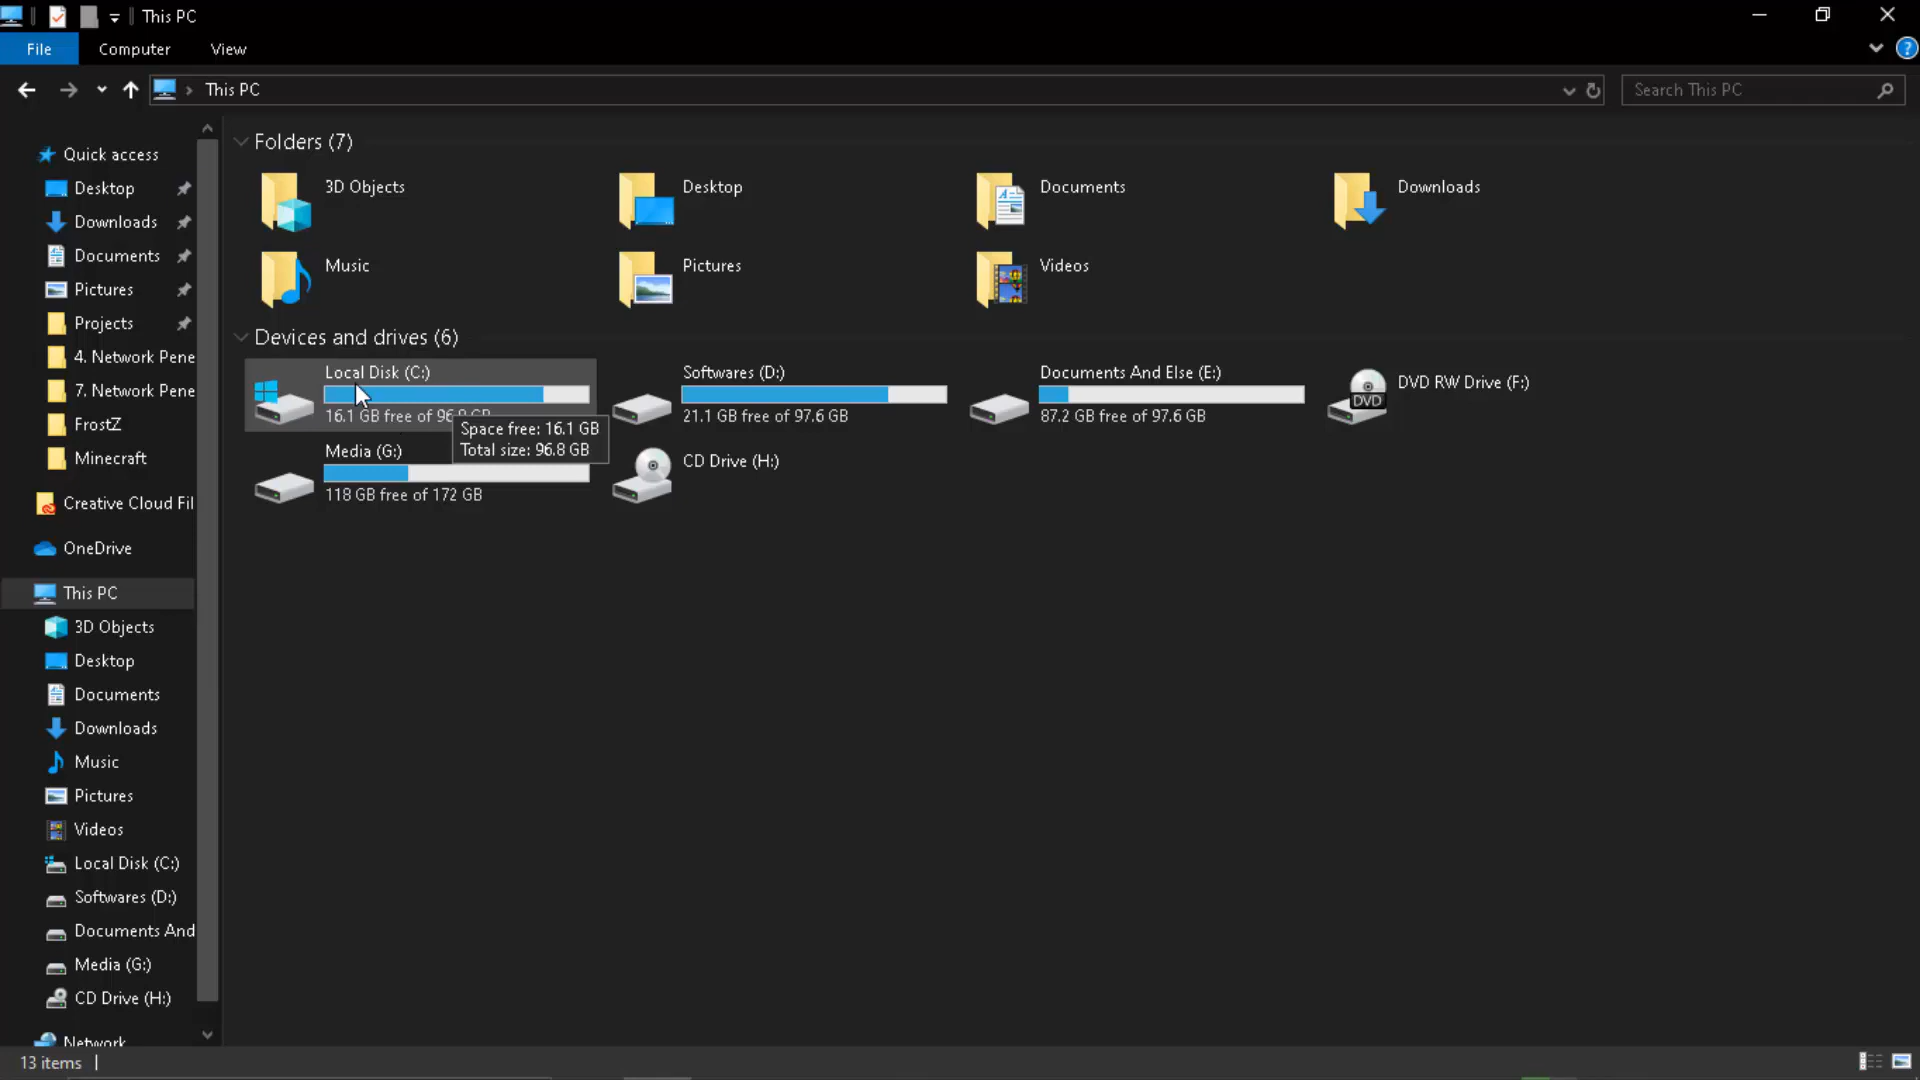 This PC
File
Computer
View
This PC
Search This PC
Quick access
Desktop
Downloads
Documents
Pictures
Projects
4. Network Pene
7. Network Pene
FrostZ
Minecraft
Creative Cloud Fil
OneDrive
This PC
3D Objects
Desktop
Documents
Downloads
Music
Pictures
Videos
Local Disk (C:)
Softwares (D:)
Documents And
Media (G:)
CD Drive (H:)
Network
Folders (7)
3D Objects
Desktop
Documents
Downloads
Music
Pictures
Videos
Devices and drives (6)
Local Disk (C:)
16.1 GB free of 96.8 GB
Space free: 16.1 GB
Total size: 96.8 GB
Softwares (D:)
21.1 GB free of 97.6 GB
Documents And Else (E:)
87.2 GB free of 97.6 GB
DVD RW Drive (F:)
DVD
Media (G:)
118 GB free of 172 GB
CD Drive (H:)
13 items